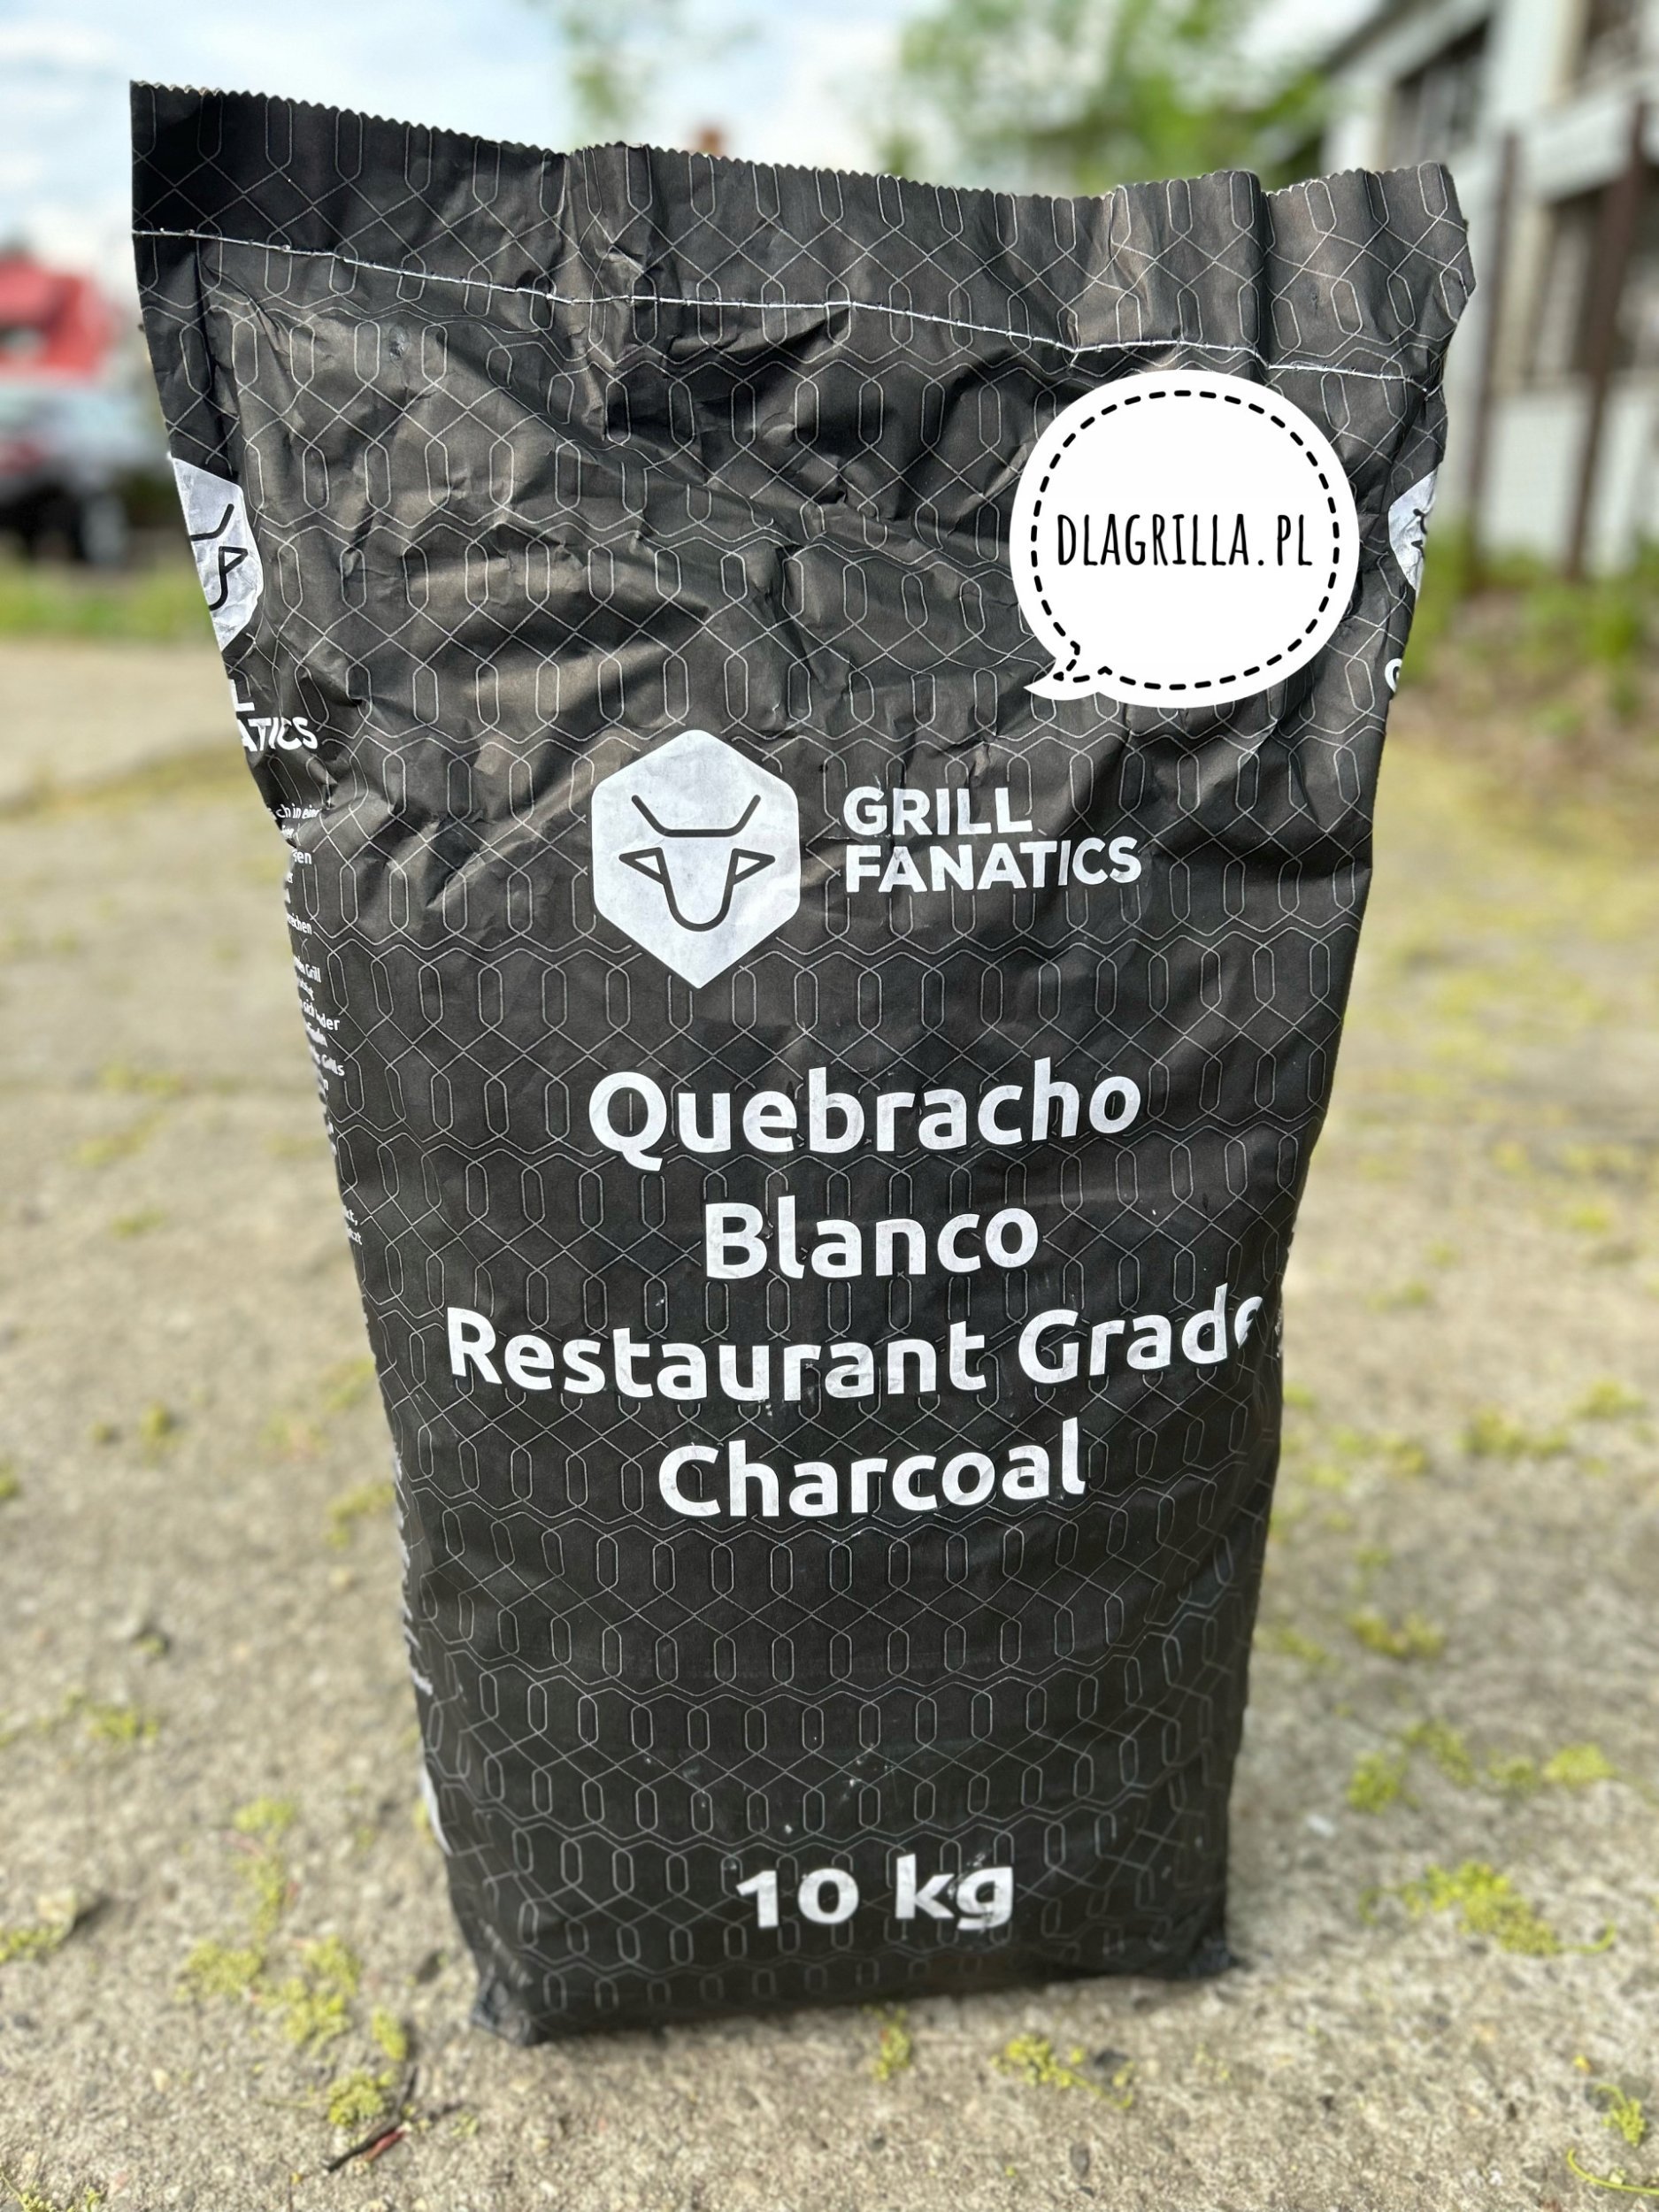 DLAGRILLA.PL
GRILL
FANATICS
Quebracho
Blanco
Restaurant Grade
Charcoal
10 kg